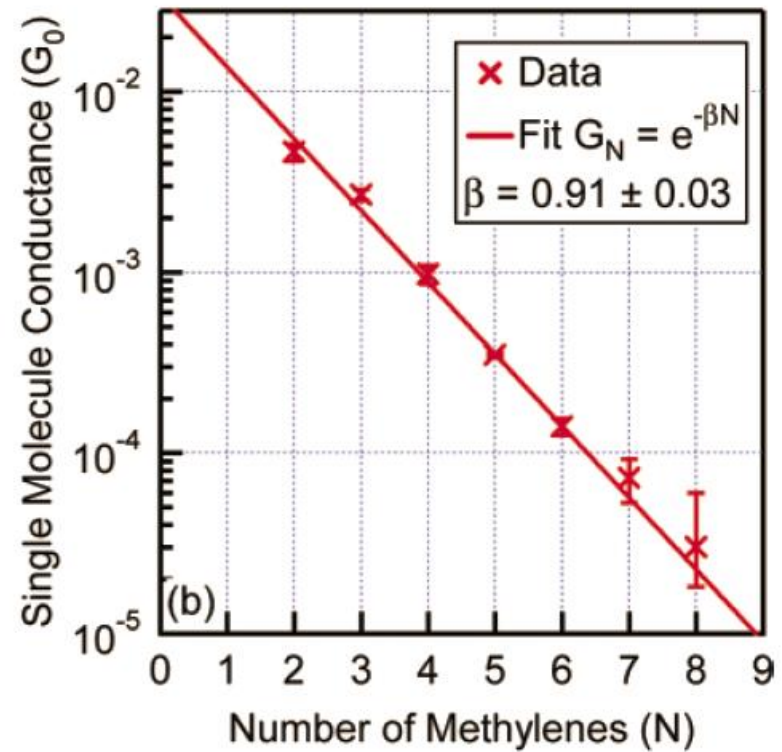 Single Molecule Conductance (G₀)
10⁻²
10⁻³
10⁻⁴
10⁻⁵
Data
Fit G_N = e^{-βN}
β = 0.91 ± 0.03
(b)
0 1 2 3 4 5 6 7 8 9
Number of Methylenes (N)